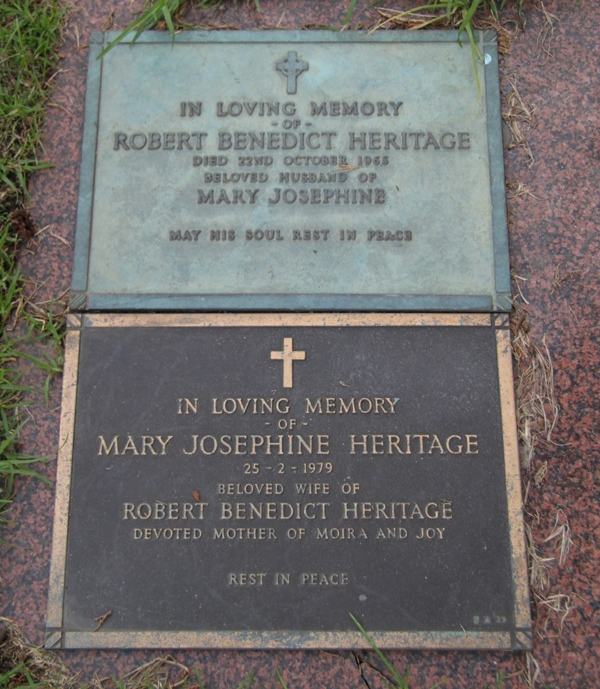 IN LOVING MEMORY
- OF -
ROBERT BENEDICT HERITAGE
DIED 22ND OCTOBER 1965
BELOVED HUSBAND OF
MARY JOSEPHINE
MAY HIS SOUL REST IN PEACE
IN LOVING MEMORY
- OF -
MARY JOSEPHINE HERITAGE
25 - 2 - 1979
BELOVED WIFE OF
ROBERT BENEDICT HERITAGE
DEVOTED MOTHER OF MOIRA AND JOY
REST IN PEACE